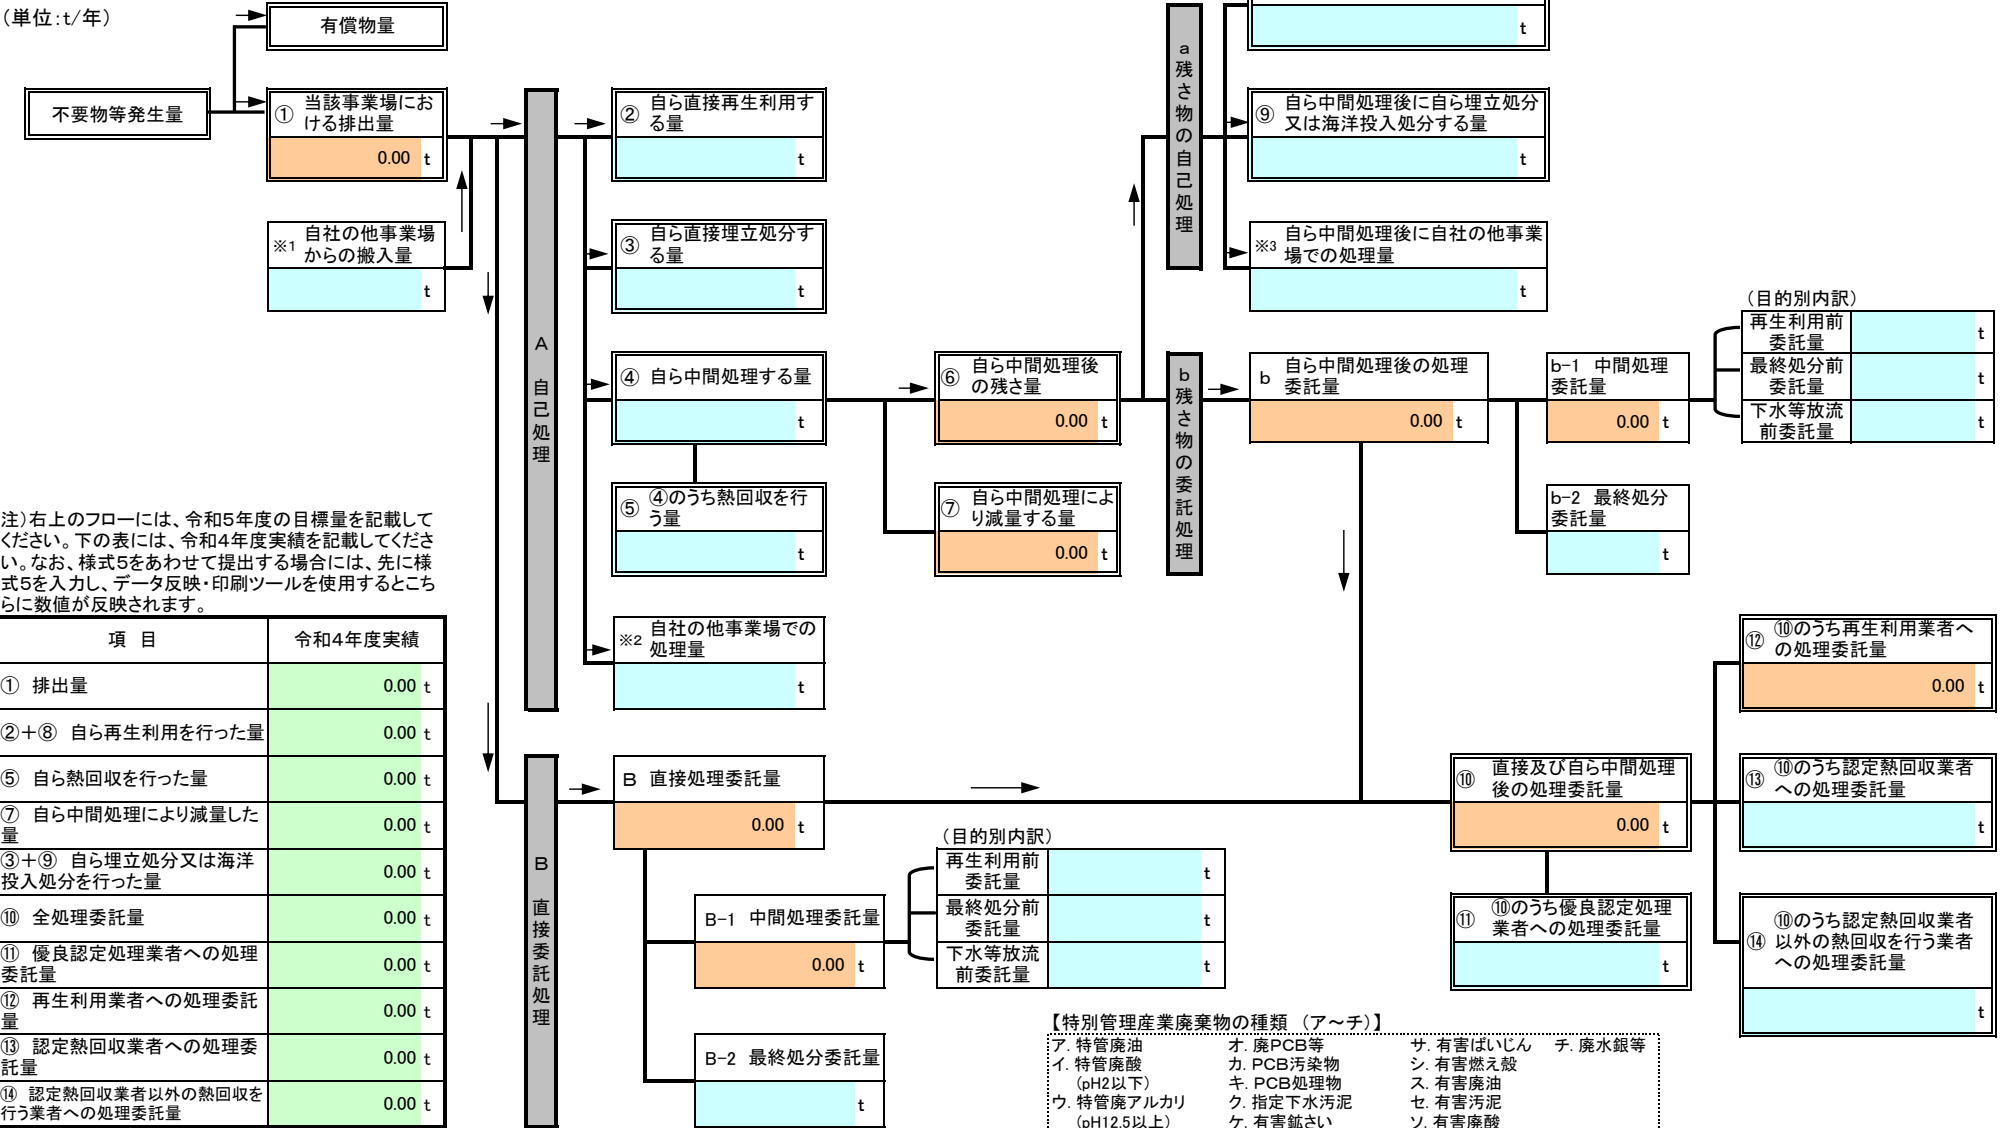 （単位:t/年）
有償物量
t
不要物等発生量
① 当該事業場にお
ける排出量
0.00 t
※1 自社の他事業場
からの搬入量
t
A 自己処理
② 自ら直接再生利用す
る量
t
③ 自ら直接埋立処分す
る量
t
④ 自ら中間処理する量
t
⑤ ④のうち熱回収を行
う量
t
※2 自社の他事業場での
処理量
t
⑥ 自ら中間処理後
の残さ量
0.00 t
⑦ 自ら中間処理によ
り減量する量
0.00 t
a 残さ物の自己処理
⑨ 自ら中間処理後に自ら埋立処分
又は海洋投入処分する量
t
※3 自ら中間処理後に自社の他事業
場での処理量
t
b 残さ物の委託処理
b 自ら中間処理後の処理
委託量
0.00 t
b-1 中間処理
委託量
0.00 t
（目的別内訳）
再生利用前
委託量
t
最終処分前
委託量
t
下水等放流
前委託量
t
b-2 最終処分
委託量
t
注）右上のフローには、令和5年度の目標量を記載して
ください。下の表には、令和4年度実績を記載してくださ
い。なお、様式5をあわせて提出する場合には、先に様
式5を入力し、データ反映・印刷ツールを使用するとこち
らに数値が反映されます。
項 目 令和4年度実績
① 排出量 0.00 t
②＋⑧ 自ら再生利用を行った量 0.00 t
⑤ 自ら熱回収を行った量 0.00 t
⑦ 自ら中間処理により減量した
量 0.00 t
③＋⑨ 自ら埋立処分又は海洋
投入処分を行った量 0.00 t
⑩ 全処理委託量 0.00 t
⑪ 優良認定処理業者への処理
委託量 0.00 t
⑫ 再生利用業者への処理委託
量 0.00 t
⑬ 認定熱回収業者への処理委
託量 0.00 t
⑭ 認定熱回収業者以外の熱回収を
行う業者への処理委託量 0.00 t
B 直接委託処理
B 直接処理委託量
0.00 t
B-1 中間処理委託量
0.00 t
（目的別内訳）
再生利用前
委託量
t
最終処分前
委託量
t
下水等放流
前委託量
t
B-2 最終処分委託量
t
⑩ 直接及び自ら中間処理
後の処理委託量
0.00 t
⑪ ⑩のうち優良認定処理
業者への処理委託量
t
⑫ ⑩のうち再生利用業者へ
の処理委託量
0.00 t
⑬ ⑩のうち認定熱回収業者
への処理委託量
t
⑭ ⑩のうち認定熱回収業者
以外の熱回収を行う業者
への処理委託量
t
【特別管理産業廃棄物の種類 （ア～チ）】
ア. 特管廃油 オ. 廃PCB等 サ. 有害ばいじん チ. 廃水銀等
イ. 特管廃酸 カ. PCB汚染物 シ. 有害燃え殻
（pH2以下） キ. PCB処理物 ス. 有害廃油
ウ. 特管廃アルカリ ク. 指定下水汚泥 セ. 有害汚泥
（pH12.5以上） ケ. 有害鉱さい ソ. 有害廃酸